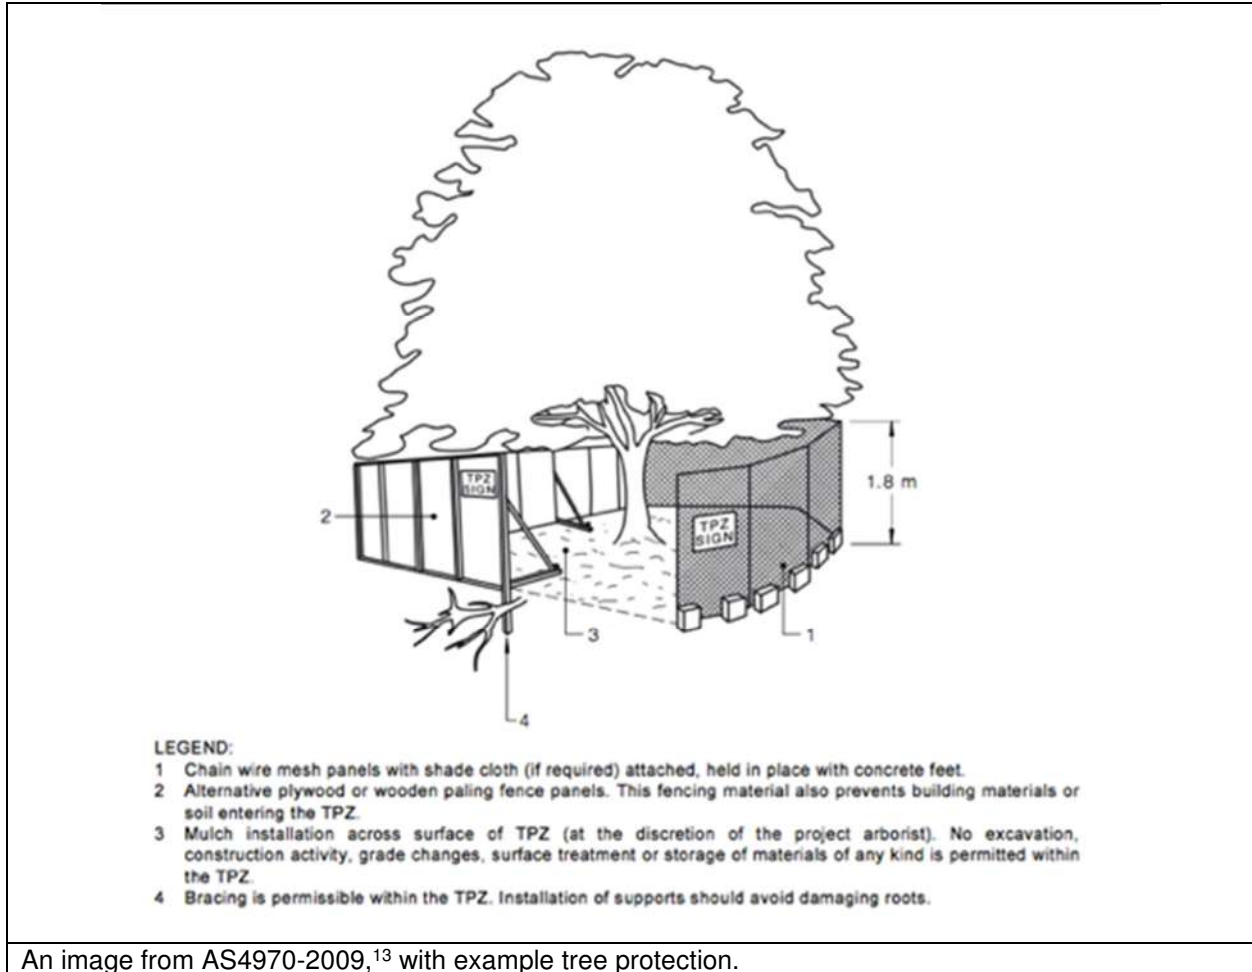 TPZ
SIGN
1.8 m
2
TPZ
SIGN
3
1
4
LEGEND:
1 Chain wire mesh panels with shade cloth (if required) attached, held in place with concrete feet.
2 Alternative plywood or wooden paling fence panels. This fencing material also prevents building materials or
soil entering the TPZ.
3 Mulch installation across surface of TPZ (at the discretion of the project arborist). No excavation,
construction activity, grade changes, surface treatment or storage of materials of any kind is permitted within
the TPZ.
4 Bracing is permissible within the TPZ. Installation of supports should avoid damaging roots.
An image from AS4970-2009,¹³ with example tree protection.